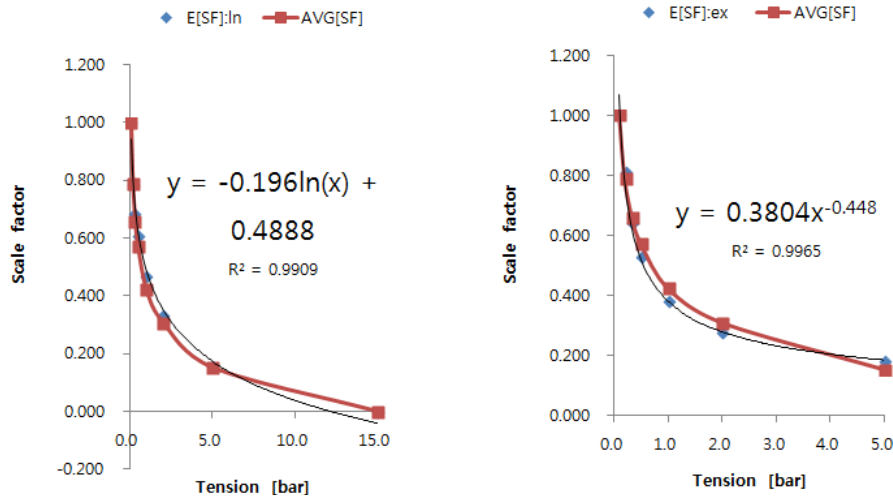 E[SF]:ln AVG[SF]
1.200
1.000
0.800
0.600
0.400
0.200
0.000
-0.200
Scale factor
y = -0.196ln(x) +
0.4888
R² = 0.9909
0.0 5.0 10.0 15.0
Tension [bar]
E[SF]:ex AVG[SF]
1.200
1.000
0.800
0.600
0.400
0.200
0.000
Scale factor
y = 0.3804x^-0.448
R² = 0.9965
0.0 1.0 2.0 3.0 4.0 5.0
Tension [bar]